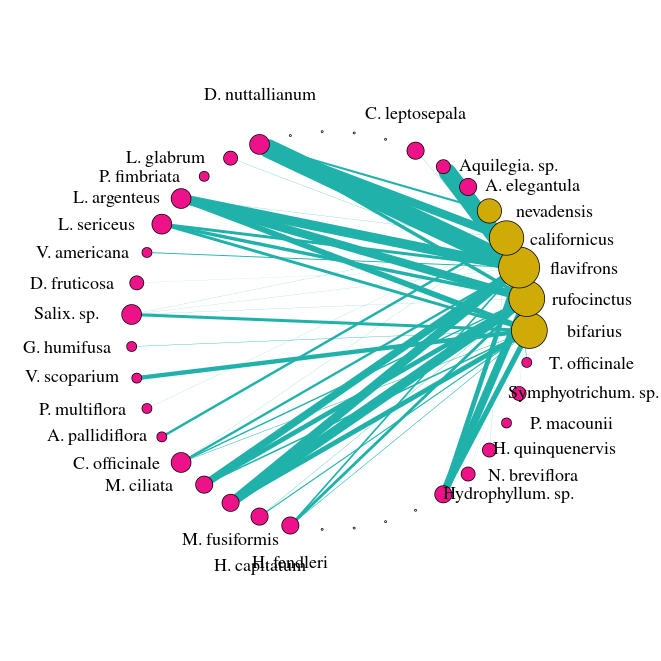 D. nuttallianum
C. leptosepala
L. glabrum
Aquilegia. sp.
P. fimbriata
A. elegantula
L. argenteus
nevadensis
L. sericeus
californicus
V. americana
flavifrons
D. fruticosa
rufocinctus
Salix. sp.
bifarius
G. humifusa
T. officinale
V. scoparium
Symphyotrichum. sp.
P. multiflora
P. macounii
A. pallidiflora
H. quinquenervis
C. officinale
N. breviflora
M. ciliata
Hydrophyllum. sp.
M. fusiformis
H. fendleri
H. capitatum